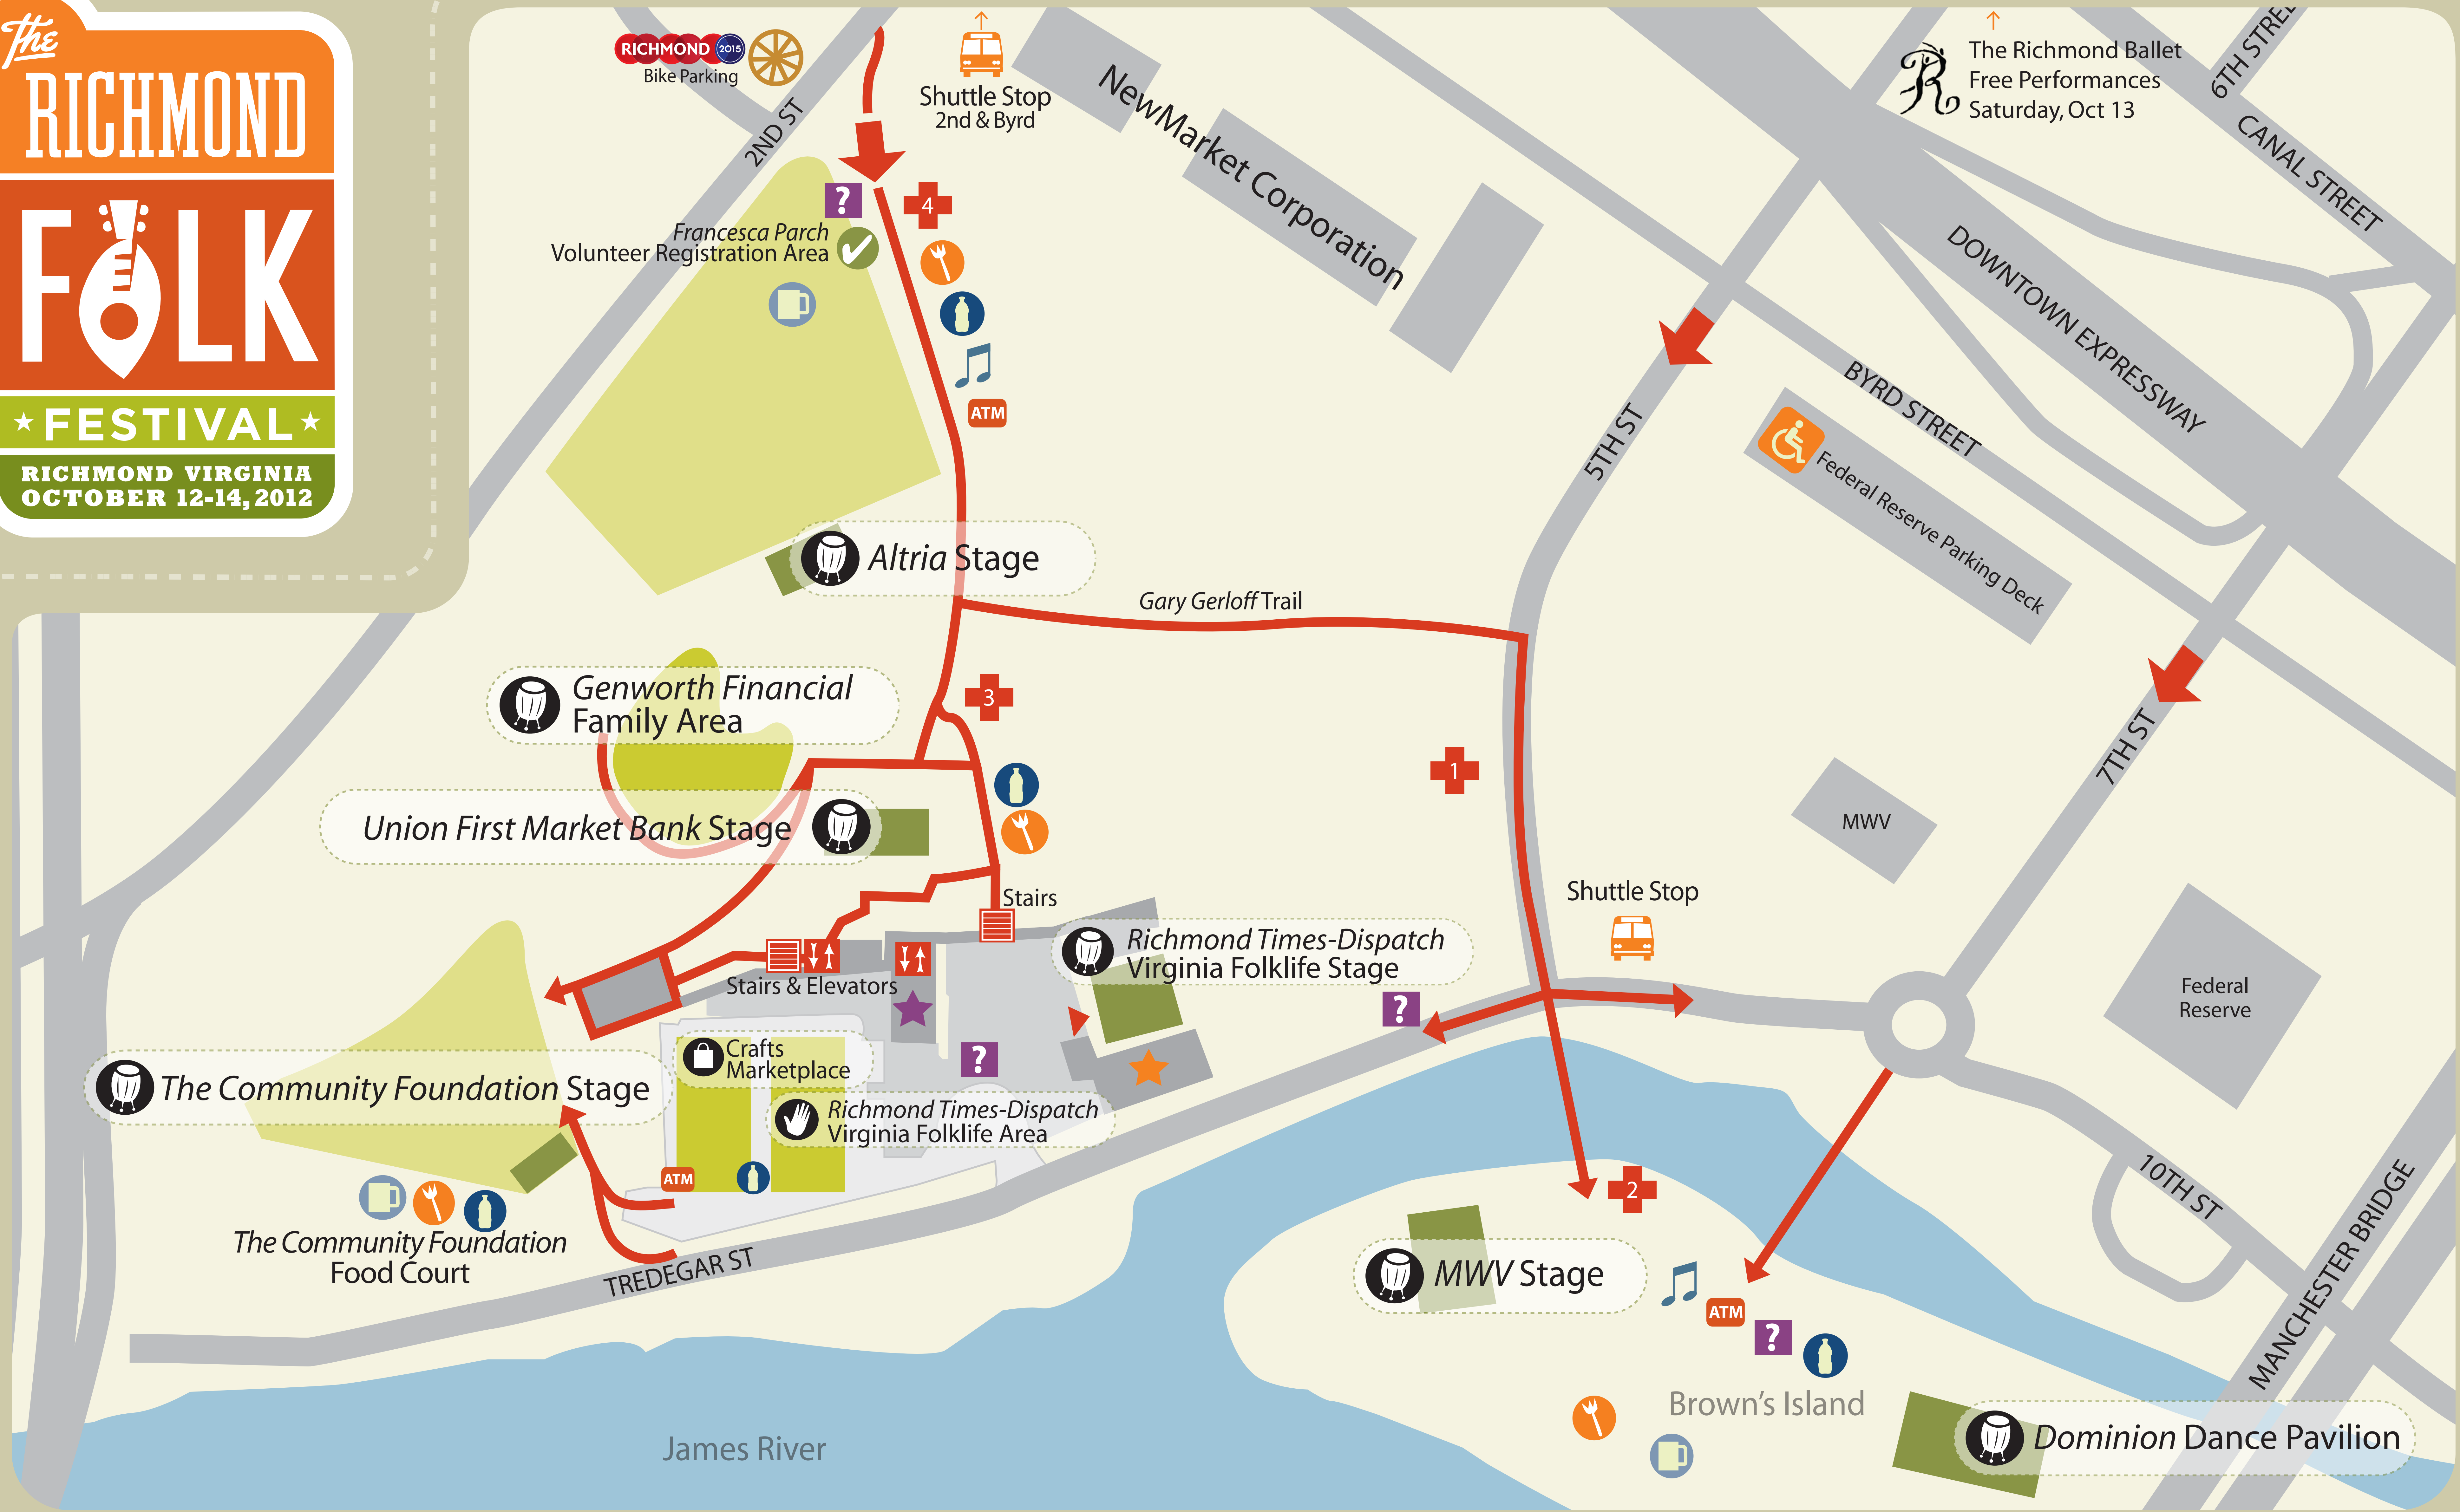 The
RICHMOND
FOLK
FESTIVAL
RICHMOND VIRGINIA
OCTOBER 12-14, 2012
RICHMOND 2015
Bike Parking
2ND ST
Shuttle Stop
2nd & Byrd
NewMarket Corporation
The Richmond Ballet
Free Performances
Saturday, Oct 13
6TH STREE
CANAL STREET
DOWNTOWN EXPRESSWAY
BYRD STREET
5TH ST
Federal Reserve Parking Deck
?
4
Francesca Parch
Volunteer Registration Area
ATM
Altria Stage
Gary Gerloff Trail
Genworth Financial
Family Area
3
1
7TH ST
MWV
Union First Market Bank Stage
Stairs
Shuttle Stop
Richmond Times-Dispatch
Virginia Folklife Stage
Stairs & Elevators
?
Federal
Reserve
Crafts
Marketplace
?
The Community Foundation Stage
Richmond Times-Dispatch
Virginia Folklife Area
ATM
2
10TH ST
MANCHESTER BRIDGE
The Community Foundation
Food Court
TREDEGAR ST
MWV Stage
ATM
?
Brown's Island
Dominion Dance Pavilion
James River